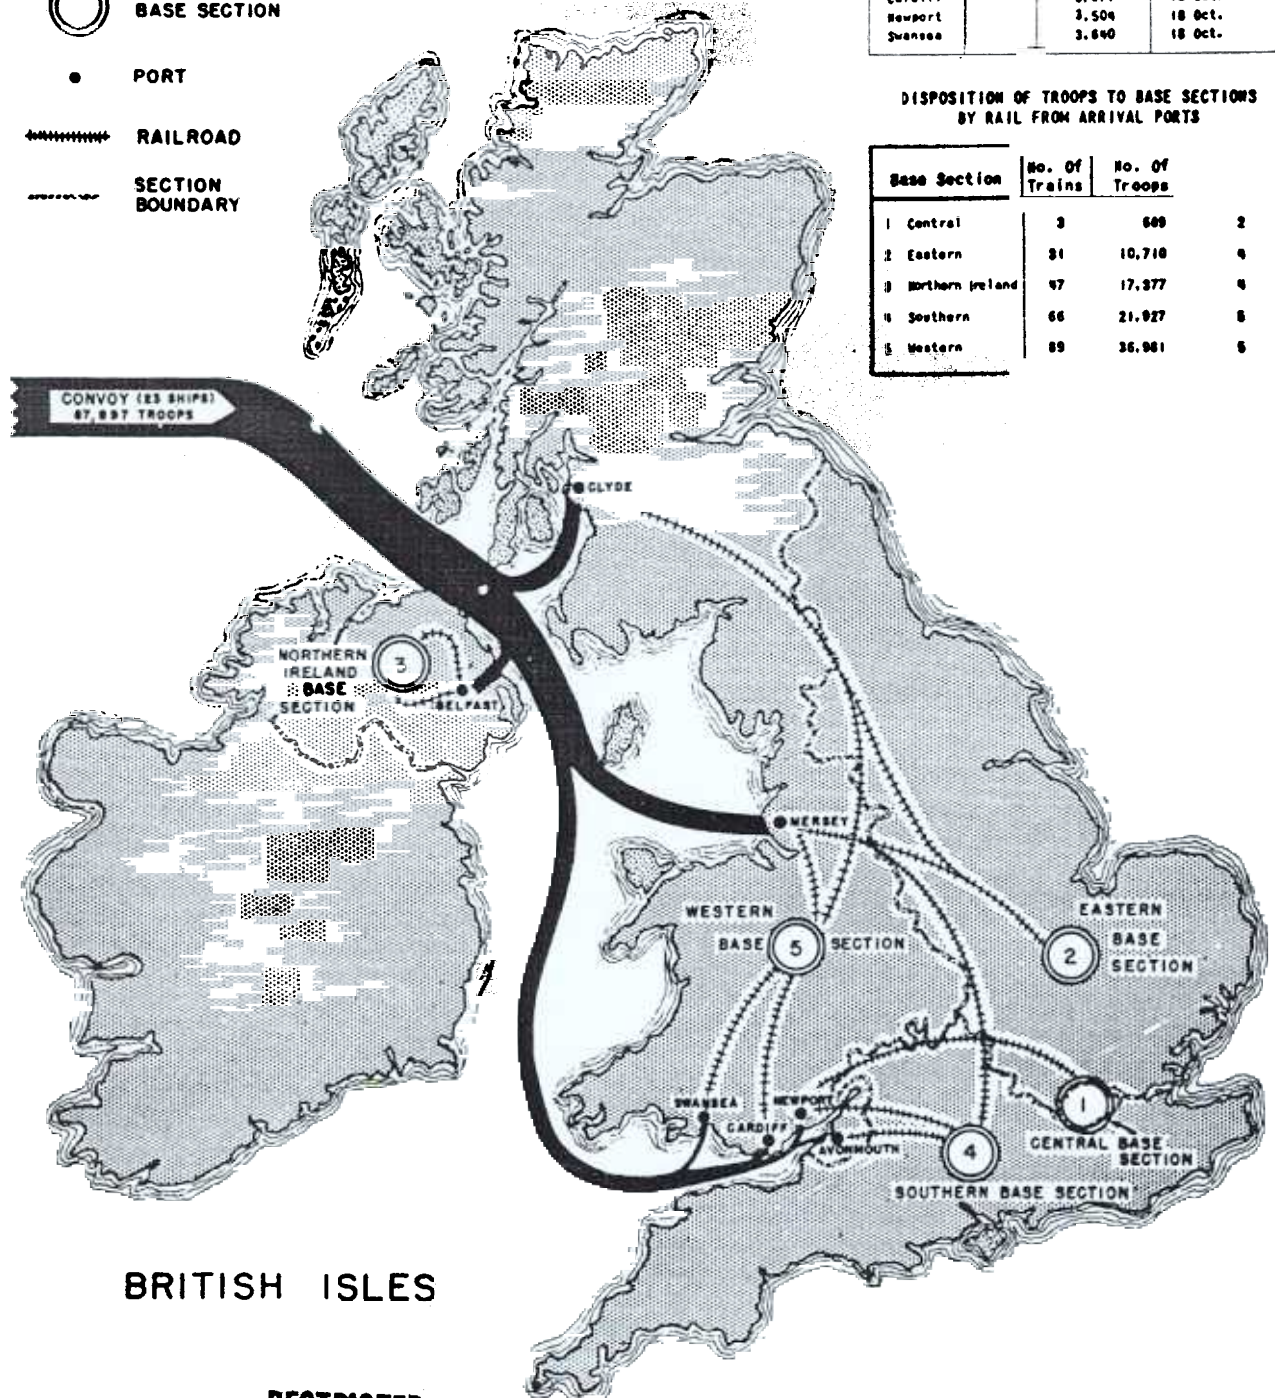 BASE SECTION
PORT
RAILROAD
SECTION
BOUNDARY
Newport 3,504 18 Oct.
Swansea 3,640 18 Oct.
DISPOSITION OF TROOPS TO BASE SECTIONS
BY RAIL FROM ARRIVAL PORTS
Base Section No. Of Trains No. Of Troops
1 Central 3 609 2
2 Eastern 31 10,710 4
3 Northern Ireland 47 17,377 4
4 Southern 66 21,927
5 Western 89 36,981
CONVOY (23 SHIPS)
TROOPS
CLYDE
NORTHERN
IRELAND
BASE
SECTION
3
BELFAST
MERSEY
WESTERN
BASE 5 SECTION
EASTERN
BASE
SECTION
2
SWANSEA
NEWPORT
CARDIFF
AVONMOUTH
1
CENTRAL BASE
SECTION
4
SOUTHERN BASE SECTION
BRITISH ISLES
RESTRICTED